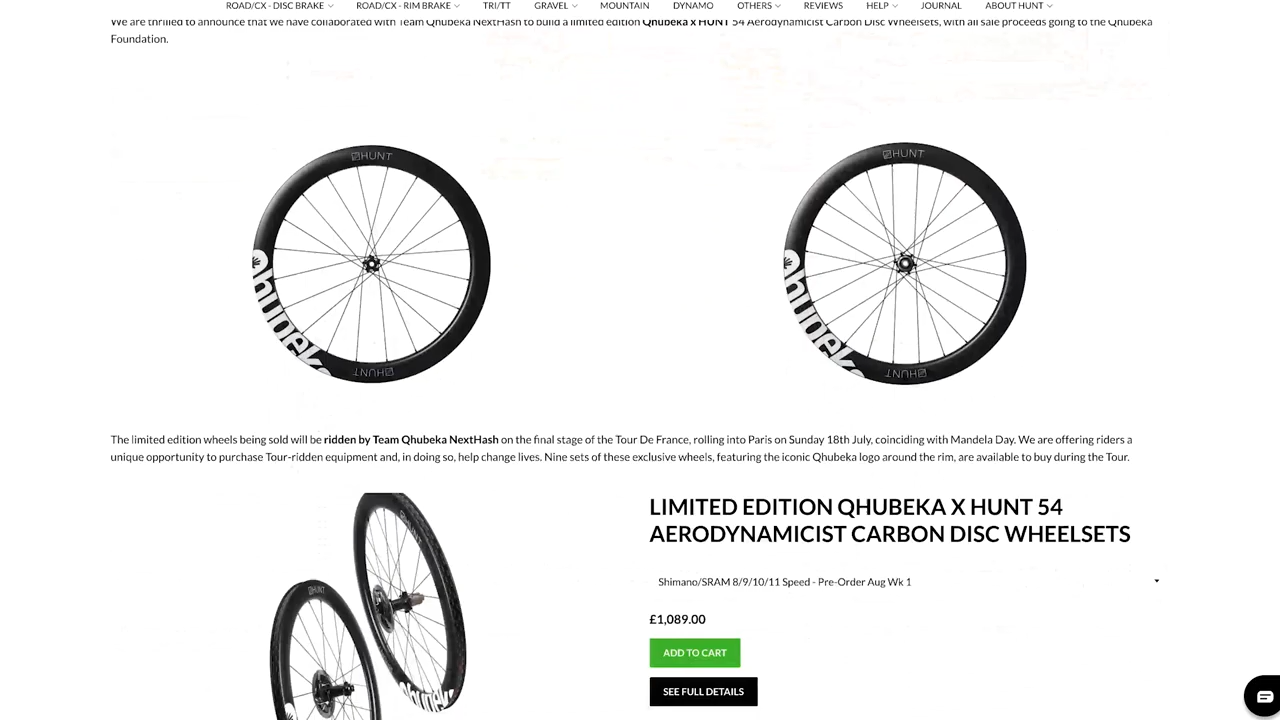 ROAD/CX - DISC BRAKE ROAD/CX - RIM BRAKE TRI/TT GRAVEL MOUNTAIN DYNAMO OTHERS REVIEWS HELP JOURNAL ABOUT HUNT
We are thrilled to announce that we have collaborated with Team Qhubeka NextHash to build a limited edition Qhubeka x HUNT 54 Aerodynamicist Carbon Disc Wheelsets, with all sale proceeds going to the Qhubeka
Foundation.
HUNT
Qhubeka
HUNT
HUNT
Qhubeka
HUNT
The limited edition wheels being sold will be ridden by Team Qhubeka NextHash on the final stage of the Tour De France, rolling into Paris on Sunday 18th July, coinciding with Mandela Day. We are offering riders a
unique opportunity to purchase Tour-ridden equipment and, in doing so, help change lives. Nine sets of these exclusive wheels, featuring the iconic Qhubeka logo around the rim, are available to buy during the Tour.
HUNT
Qhubeka
LIMITED EDITION QHUBEKA X HUNT 54
AERODYNAMICIST CARBON DISC WHEELSETS
Shimano/SRAM 8/9/10/11 Speed - Pre-Order Aug Wk 1
£1,089.00
ADD TO CART
SEE FULL DETAILS